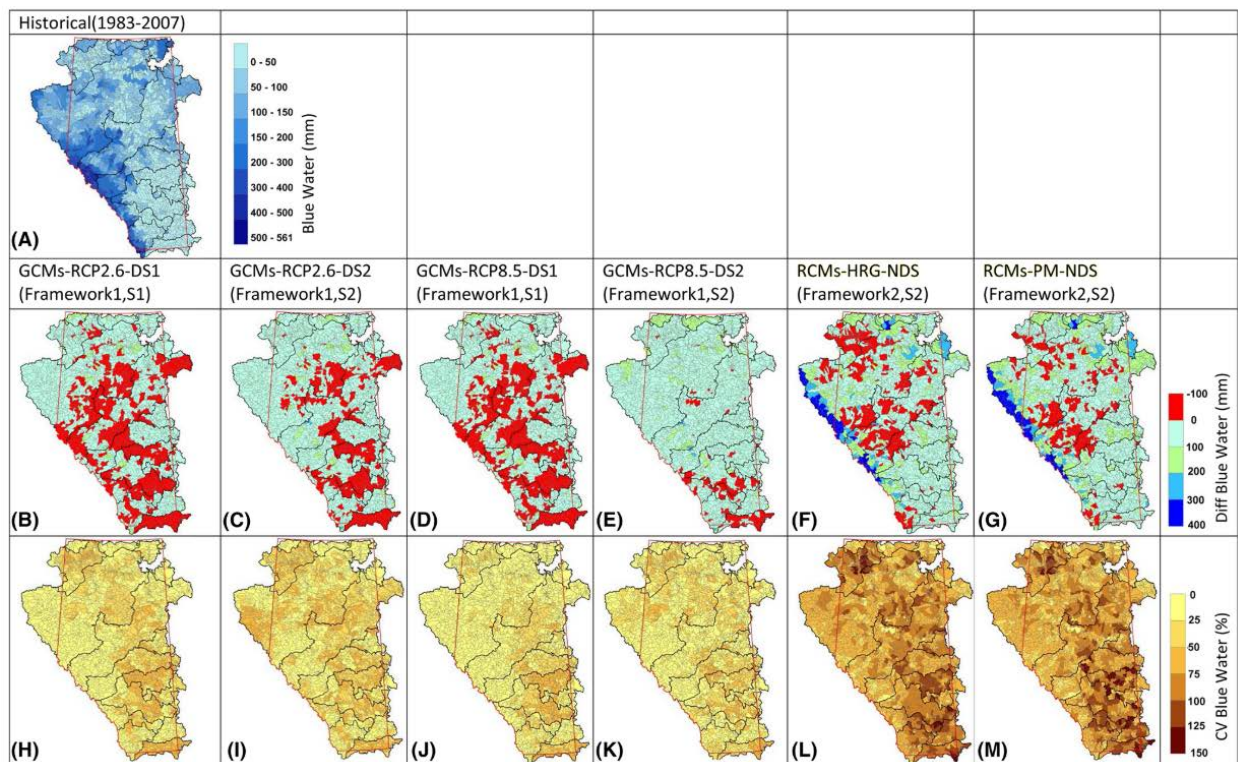 Historical(1983-2007)
0 - 50
50 - 100
100 - 150
150 - 200
200 - 300
300 - 400
400 - 500
500 - 561
Blue Water (mm)
(A)
GCMs-RCP2.6-DS1
(Framework1,S1)
GCMs-RCP2.6-DS2
(Framework1,S2)
GCMs-RCP8.5-DS1
(Framework1,S1)
GCMs-RCP8.5-DS2
(Framework1,S2)
RCMs-HRG-NDS
(Framework2,S2)
RCMs-PM-NDS
(Framework2,S2)
(B)
(C)
(D)
(E)
(F)
(G)
-100
0
100
200
300
400
Diff Blue Water (mm)
(H)
(I)
(J)
(K)
(L)
(M)
0
25
50
75
100
125
150
CV Blue Water (%)